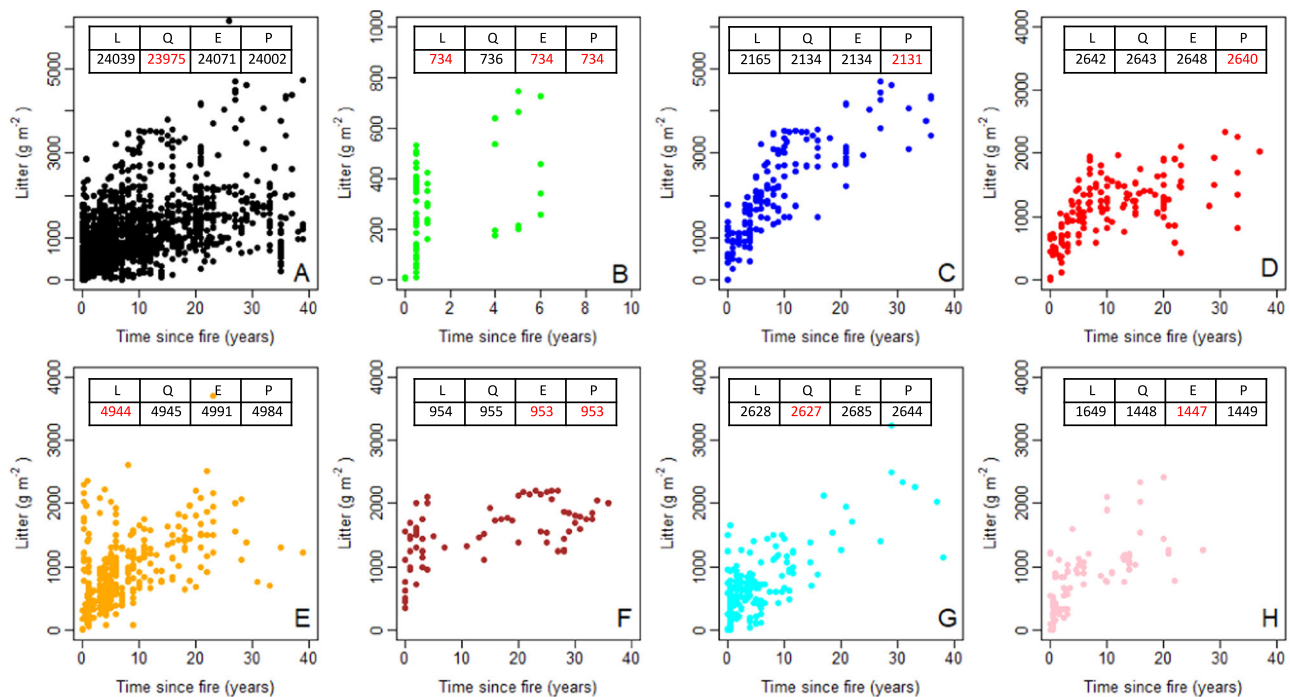 L Q E P
24039 23975 24071 24002
5000
3000
1000
0
Litter (g m-2 )
A
0 10 20 30 40
Time since fire (years)
L Q E P
734 736 734 734
1000
800
600
400
200
0
Litter (g m-2 )
B
0 2 4 6 8 10
Time since fire (years)
L Q E P
2165 2134 2134 2131
5000
3000
1000
0
Litter (g m-2 )
C
0 10 20 30 40
Time since fire (years)
L Q E P
2642 2643 2648 2640
4000
3000
2000
1000
0
Litter (g m-2 )
D
0 10 20 30 40
Time since fire (years)
L Q E P
4944 4945 4991 4984
4000
3000
2000
1000
0
Litter (g m-2 )
E
0 10 20 30 40
Time since fire (years)
L Q E P
954 955 953 953
4000
3000
2000
1000
0
Litter (g m-2 )
F
0 10 20 30 40
Time since fire (years)
L Q E P
2628 2627 2685 2644
4000
3000
2000
1000
0
Litter (g m-2 )
G
0 10 20 30 40
Time since fire (years)
L Q E P
1649 1448 1447 1449
4000
3000
2000
1000
0
Litter (g m-2 )
H
0 10 20 30 40
Time since fire (years)